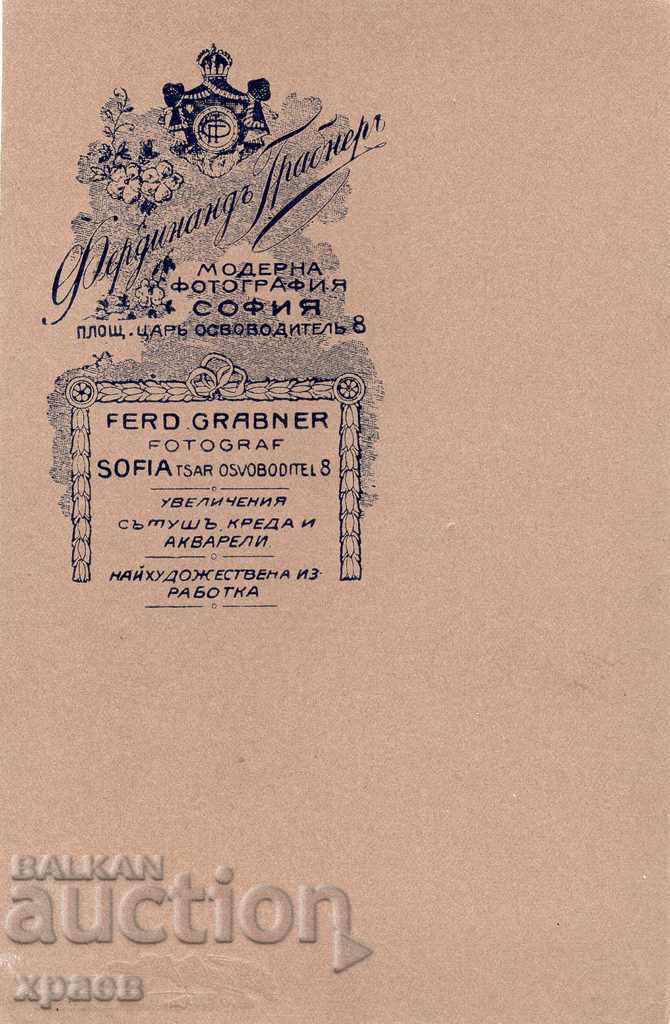 Фердинандъ Грабнеръ
МОДЕРНА
ФОТОГРАФИЯ
СОФИЯ
ПЛОЩ. ЦАРЬ ОСВОБОДИТЕЛЬ 8
FERD. GRABNER
FOTOGRAF
SOFIA TSAR OSVOBODITEL 8
УВЕЛИЧЕНИЯ
СЪ ТУШЪ, КРЕДА И
АКВАРЕЛИ
НАЙХУДОЖЕСТВЕНА ИЗ-
РАБОТКА
BALKAN
auction
храов